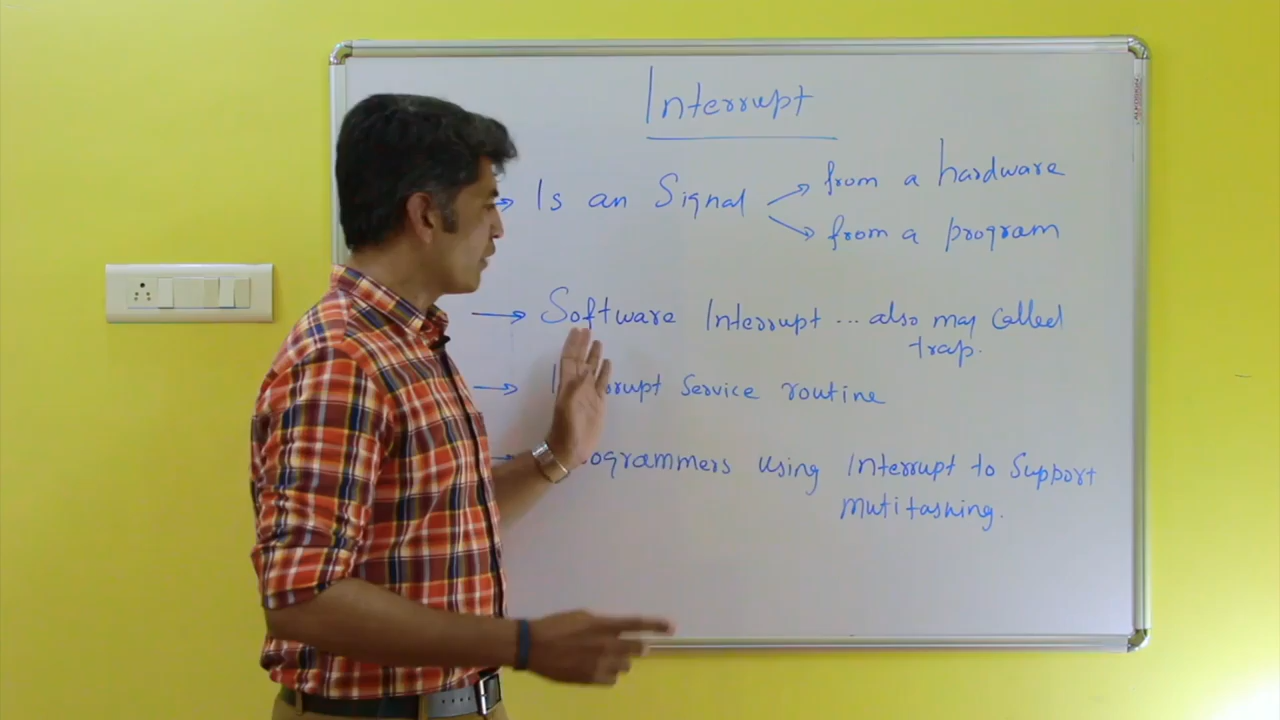 Interrupt
Is an Signal
from a hardware
from a program
Software Interrupt ... also may called
trap.
service routine
using Interrupt to support
mutitasking.